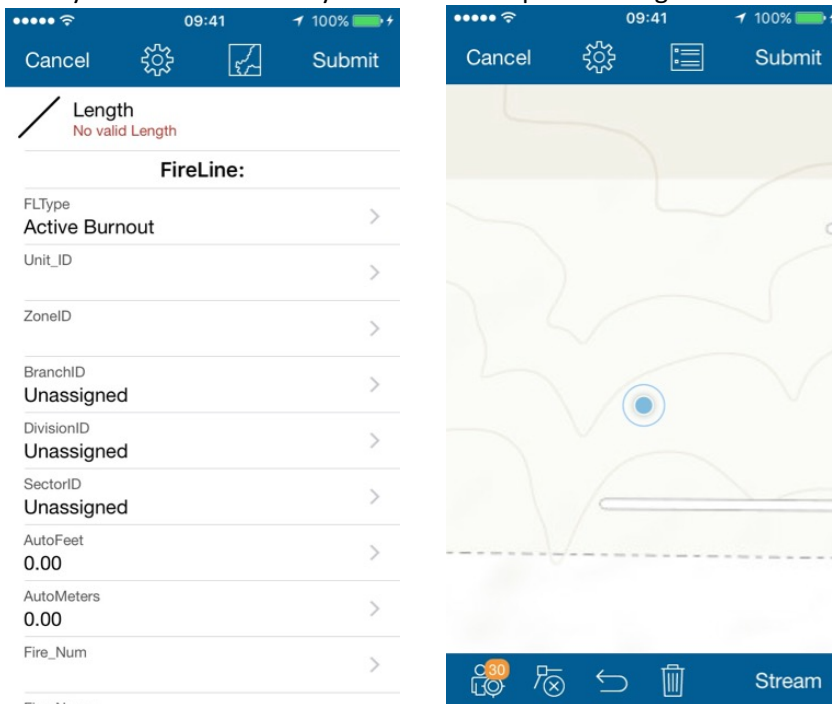 09:41 100%
Cancel Submit
Length
No valid Length
FireLine:
FLType
Active Burnout
Unit_ID
ZoneID
BranchID
Unassigned
DivisionID
Unassigned
SectorID
Unassigned
AutoFeet
0.00
AutoMeters
0.00
Fire_Num
09:41 100%
Cancel Submit
30
Stream